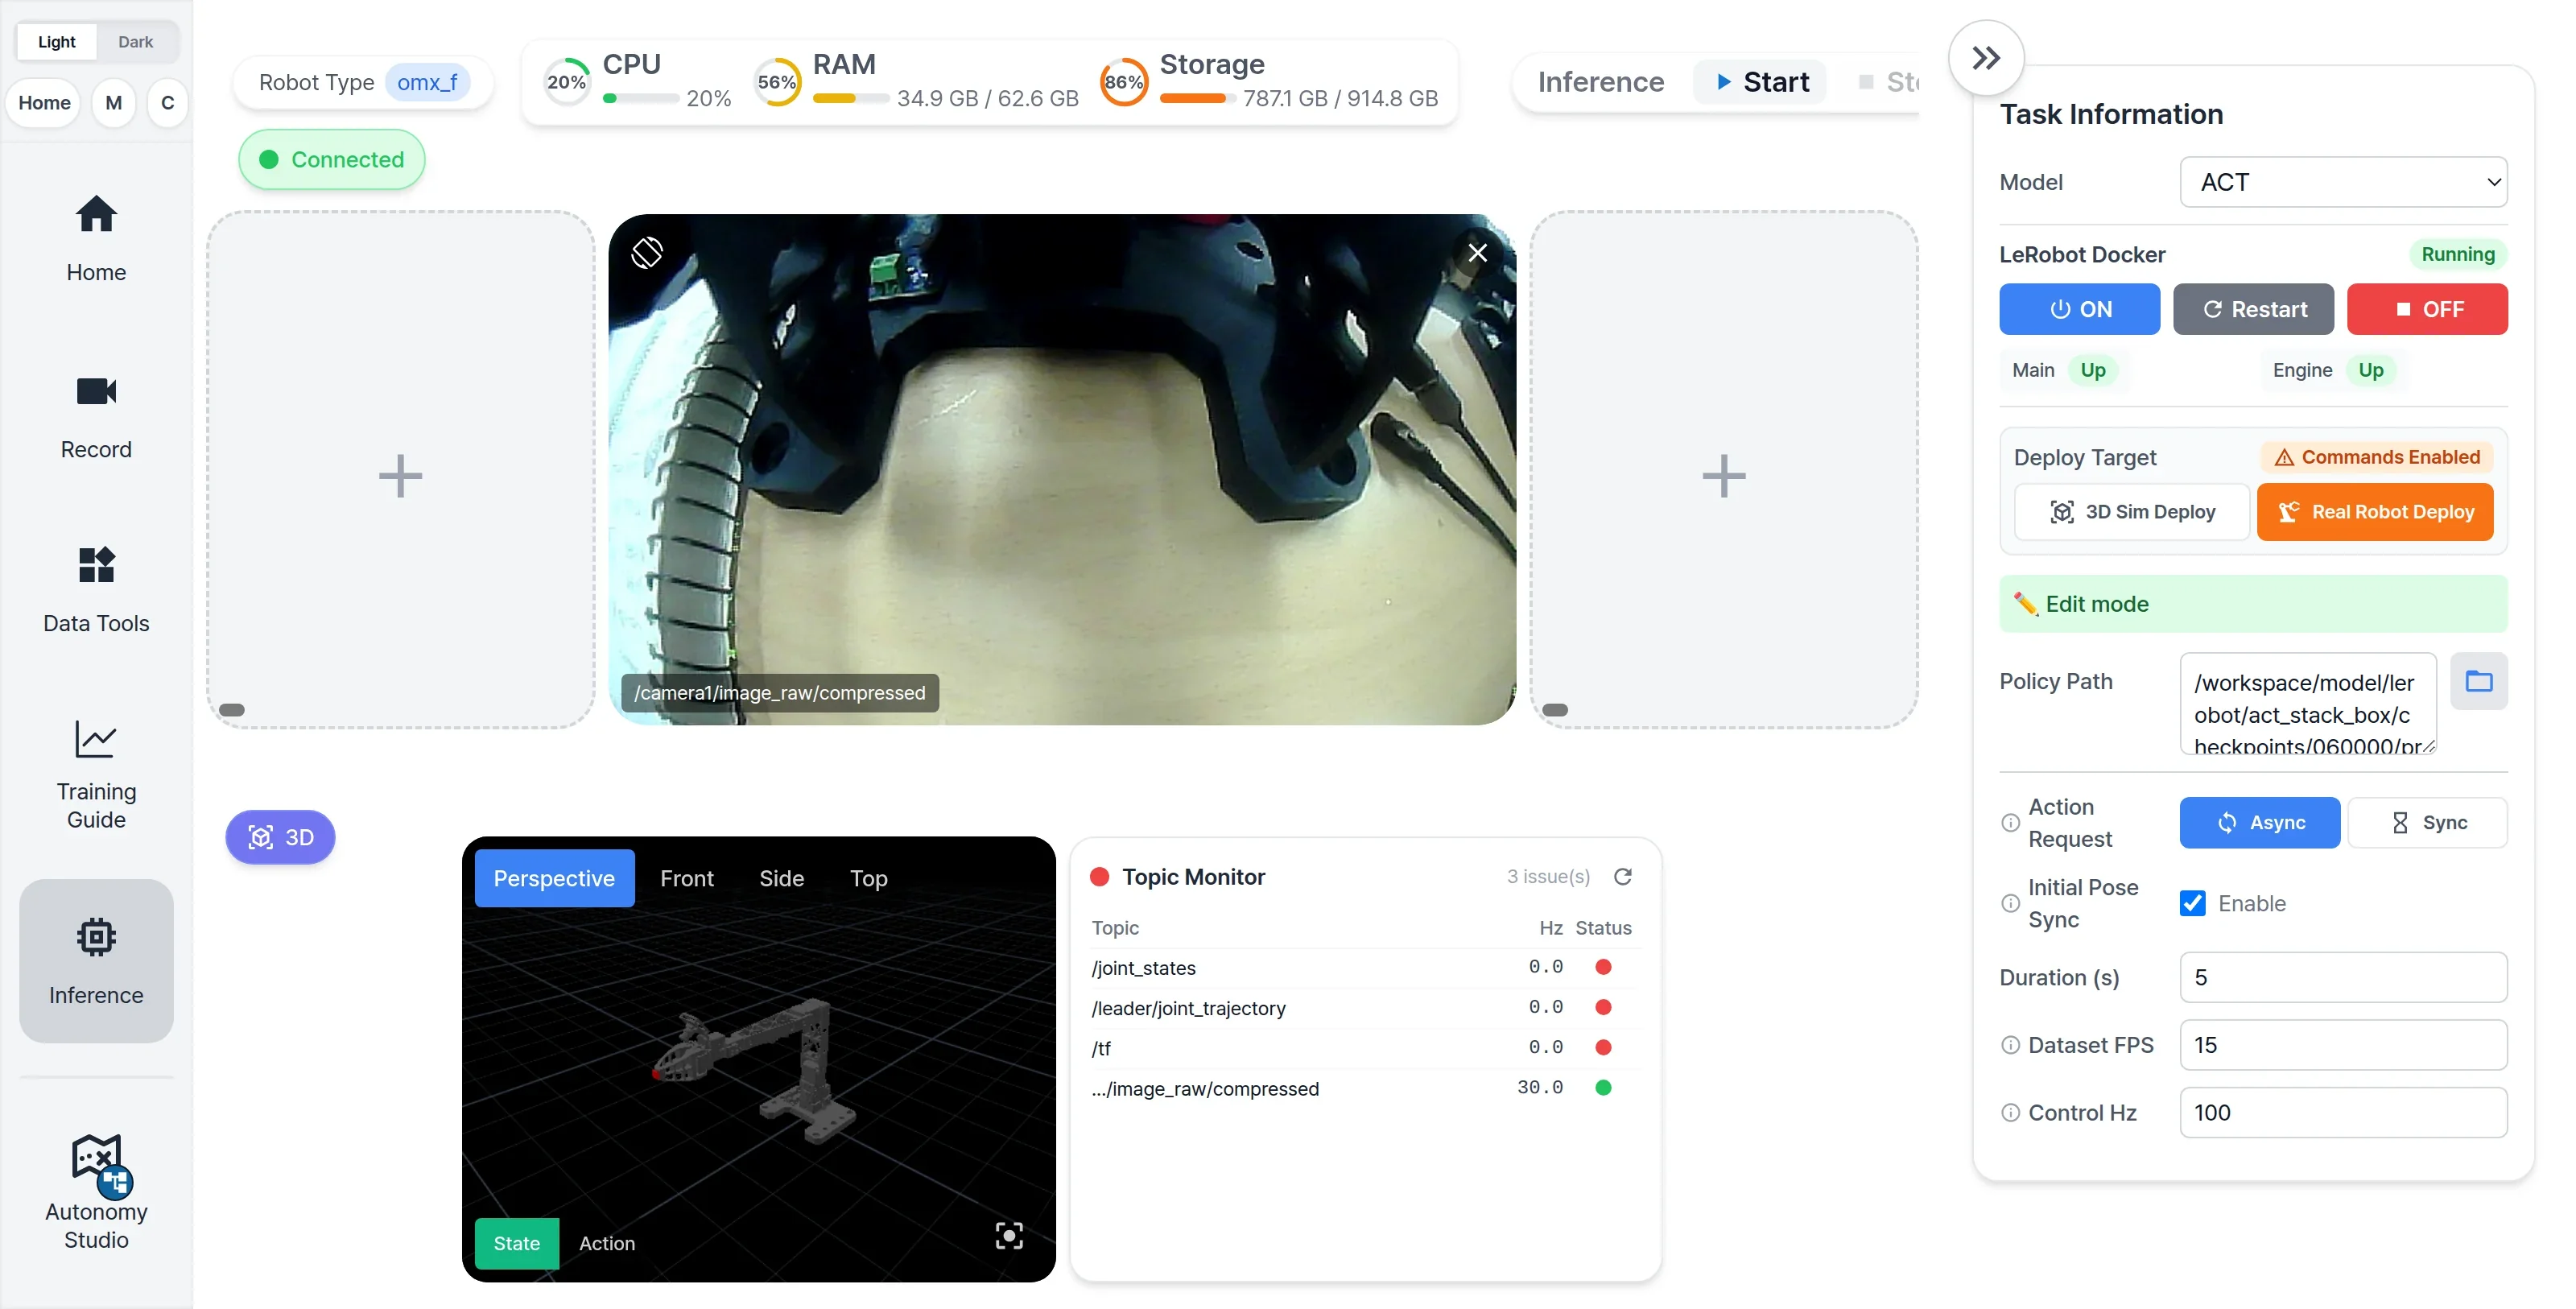 Light
Dark
Home
M
C
Home
Record
Data Tools
Training
Guide
Inference
Autonomy
Studio
Robot Type omx_f
Connected
20%
CPU
20%
56%
RAM
34.9 GB / 62.6 GB
86%
Storage
787.1 GB / 914.8 GB
Inference
Start
/camera1/image_raw/compressed
3D
Perspective
Front
Side
Top
State
Action
Topic Monitor
3 issue(s)
Topic Hz Status
/joint_states 0.0
/leader/joint_trajectory 0.0
/tf 0.0
.../image_raw/compressed 30.0
Task Information
Model ACT
LeRobot Docker Running
ON
Restart
OFF
Main Up
Engine Up
Deploy Target
Commands Enabled
3D Sim Deploy
Real Robot Deploy
Edit mode
Policy Path
/workspace/model/ler
obot/act_stack_box/c
heckpoints/060000/pr
Action
Request
Async
Sync
Initial Pose
Sync
Enable
Duration (s) 5
Dataset FPS 15
Control Hz 100